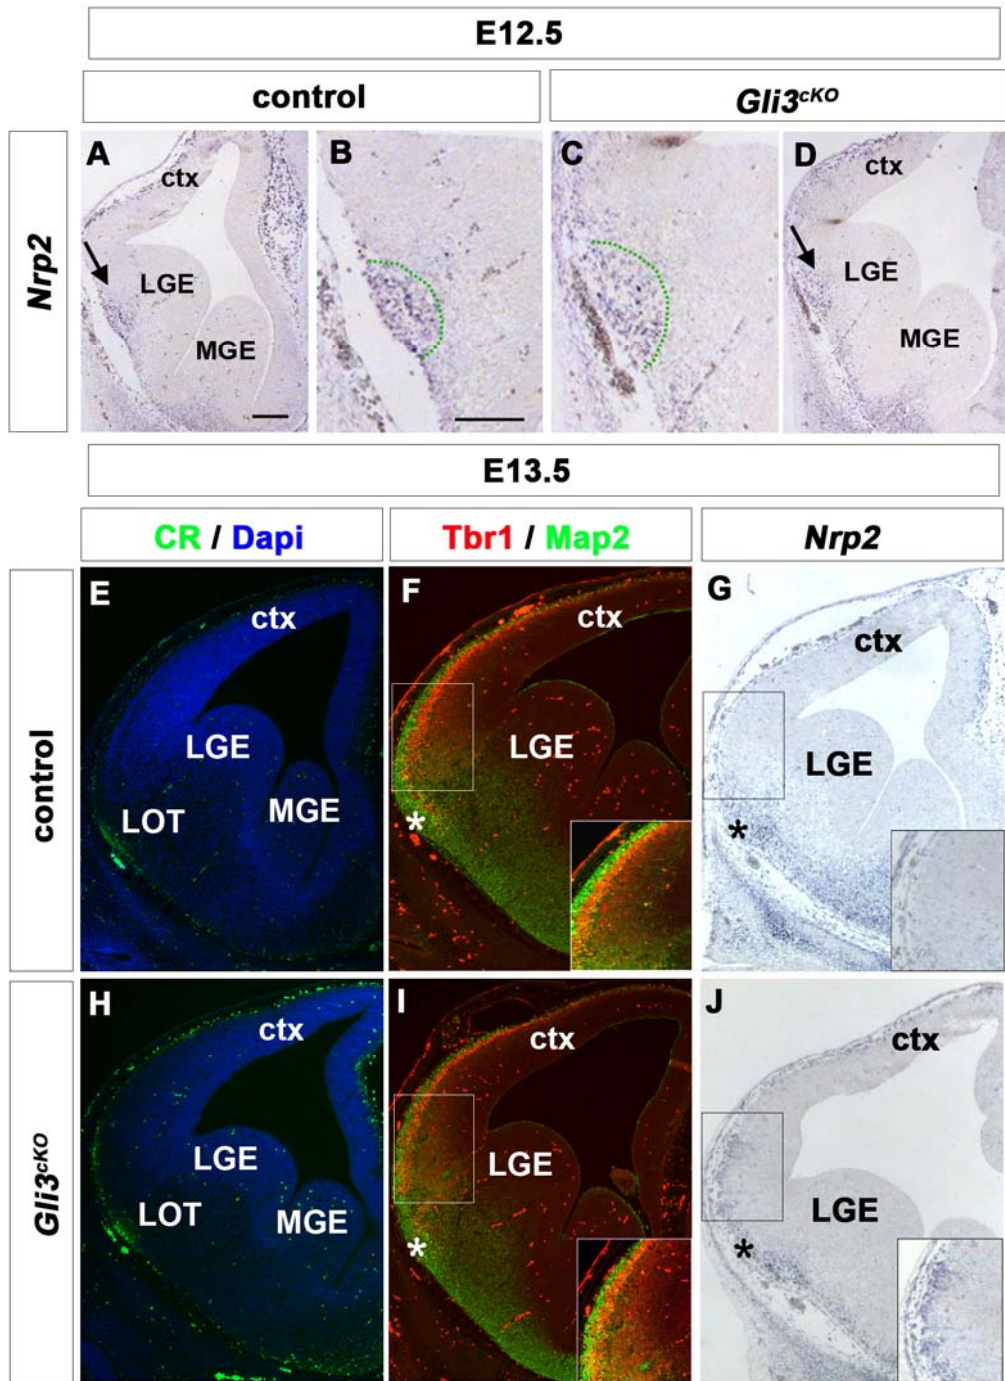 E12.5
control
Gli3cKO
Nrp2
A
ctx
LGE
MGE
B
C
D
ctx
LGE
MGE
E13.5
CR / Dapi
Tbr1 / Map2
Nrp2
control
E
ctx
LGE
LOT
MGE
F
ctx
LGE
*
G
ctx
LGE
*
Gli3cKO
H
ctx
LGE
LOT
MGE
I
ctx
LGE
*
J
ctx
LGE
*